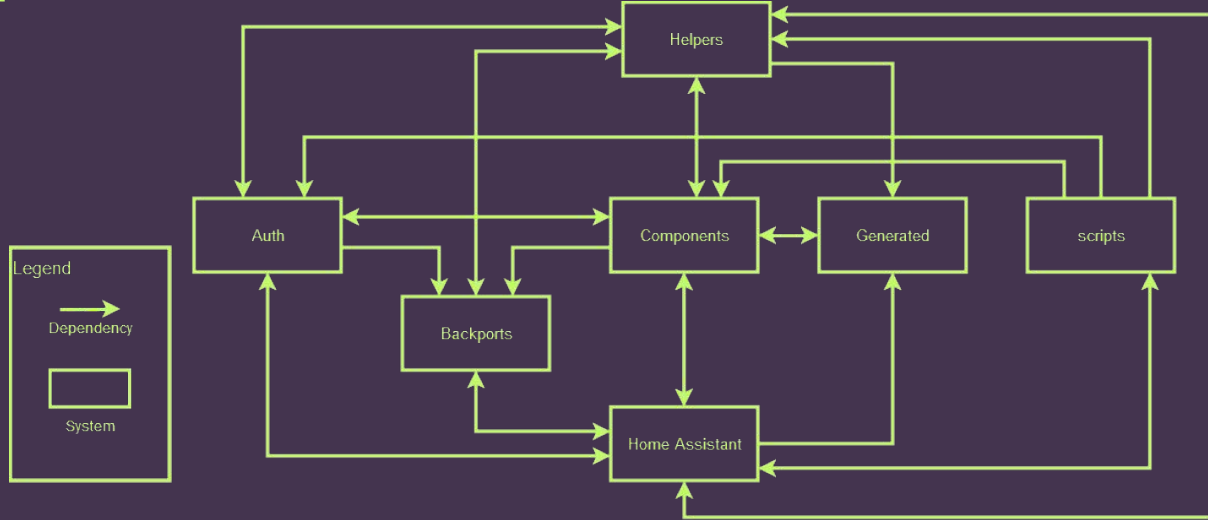 Helpers
Auth
Components
Generated
scripts
Legend
Dependency
Backports
System
Home Assistant